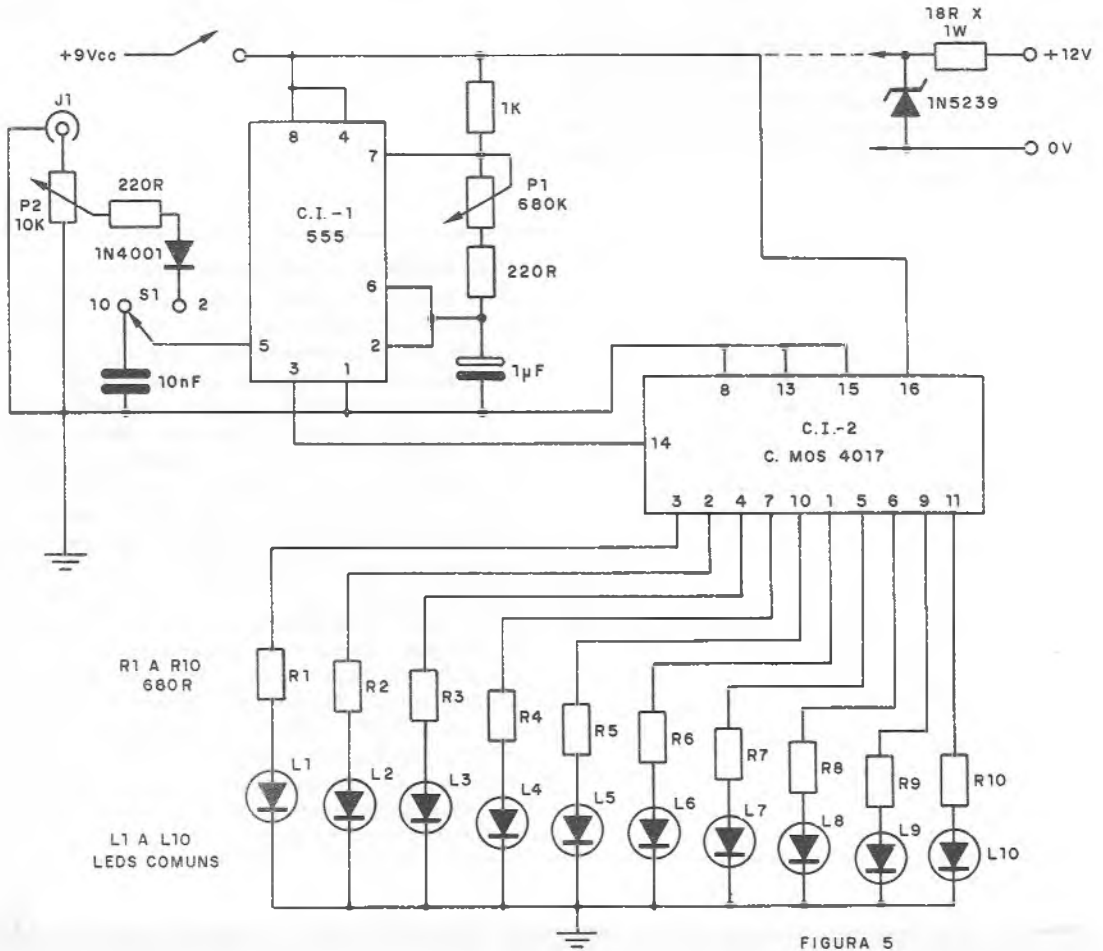 18R X
1W
+12V
+9Vcc
1N5239
0V
J1
1K
8 4
7
P1
680K
P2
10K
220R
C.I.-1
555
1N4001
220R
10 S1 2
6
5
2
10nF
3 1
1µF
8 13 15 16
C.I.-2
C. MOS 4017
14
3 2 4 7 10 1 5 6 9 11
R1 A R10
680R
R1 R2 R3 R4 R5 R6 R7 R8 R9 R10
L1 L2 L3 L4 L5 L6 L7 L8 L9 L10
L1 A L10
LEDS COMUNS
FIGURA 5